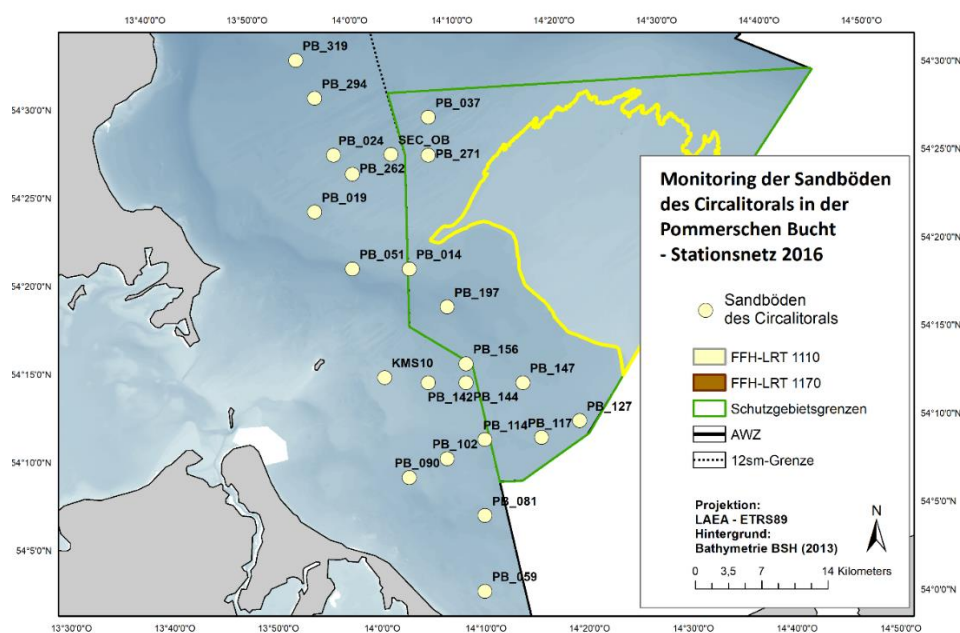 13°40'0"O 13°50'0"O 14°0'0"O 14°10'0"O 14°20'0"O 14°30'0"O 14°40'0"O 14°50'0"O
PB_319
54°30'0"N
PB_294
54°30'0"N
PB_037
PB_024
SEC_OB
PB_271
54°25'0"N
PB_262
54°25'0"N
PB_019
54°20'0"N
PB_051
PB_014
54°20'0"N
PB_197
54°15'0"N
PB_156
KMS10
PB_147
54°15'0"N
PB_142
PB_144
PB_127
54°10'0"N
PB_114
PB_117
PB_102
54°10'0"N
PB_090
PB_081
54°5'0"N
54°5'0"N
PB_059
54°0'0"N
13°30'0"O 13°50'0"O 14°0'0"O 14°10'0"O 14°20'0"O 14°30'0"O 14°40'0"O 14°50'0"O
Monitoring der Sandböden
des Circalitorals in der
Pommerschen Bucht
- Stationsnetz 2016
Sandböden
des Circalitorals
FFH-LRT 1110
FFH-LRT 1170
Schutzgebietsgrenzen
AWZ
12sm-Grenze
Projektion:
LAEA - ETRS89
Hintergrund:
Bathymetrie BSH (2013)
N
0 3,5 7 14 Kilometers